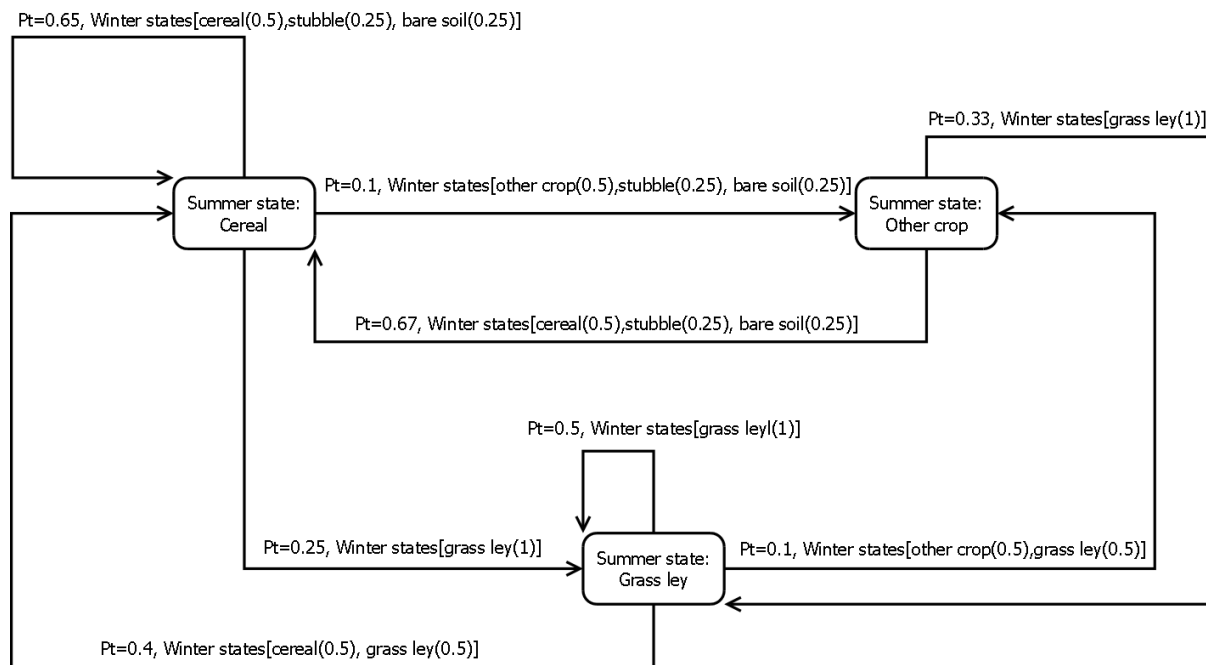 Pt=0.65, Winter states[cereal(0.5),stubble(0.25), bare soil(0.25)]
Pt=0.33, Winter states[grass ley(1)]
Pt=0.1, Winter states[other crop(0.5),stubble(0.25), bare soil(0.25)]
Summer state:
Cereal
Summer state:
Other crop
Pt=0.67, Winter states[cereal(0.5),stubble(0.25), bare soil(0.25)]
Pt=0.5, Winter states[grass leyl(1)]
Pt=0.25, Winter states[grass ley(1)]
Summer state:
Grass ley
Pt=0.1, Winter states[other crop(0.5),grass ley(0.5)]
Pt=0.4, Winter states[cereal(0.5), grass ley(0.5)]